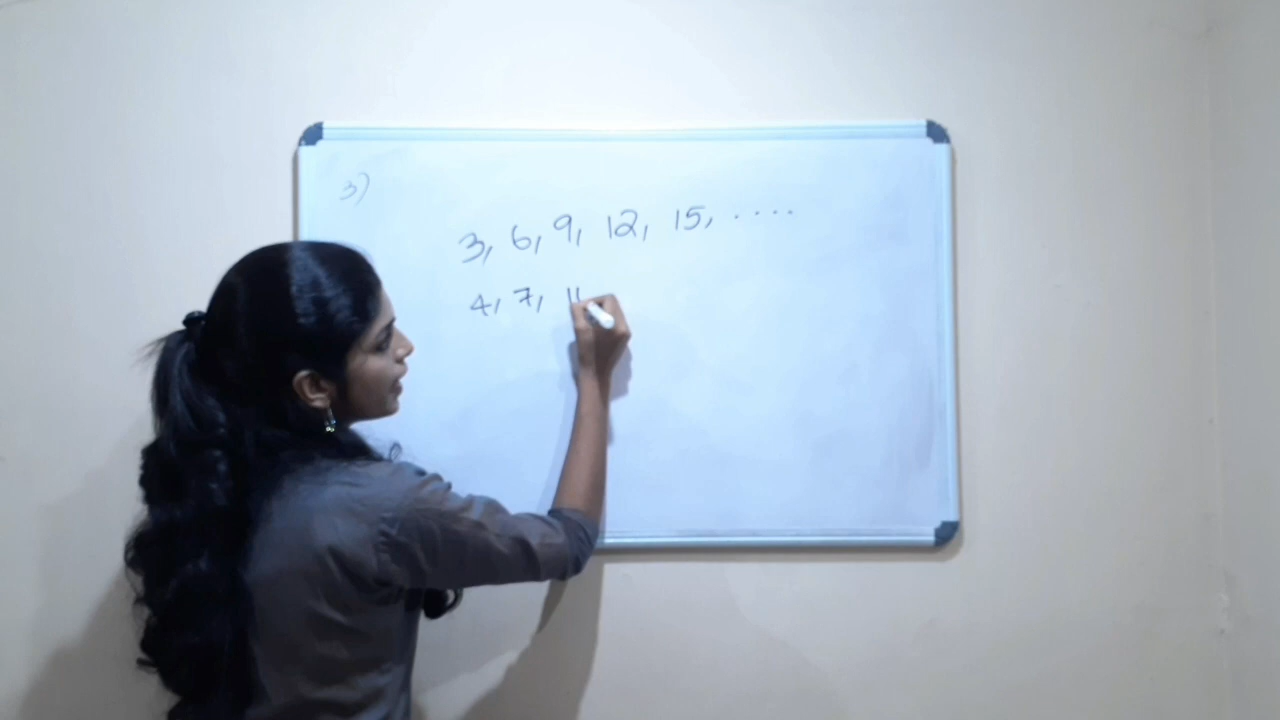 3)
3, 6, 9, 12, 15, ....
4, 7, 11